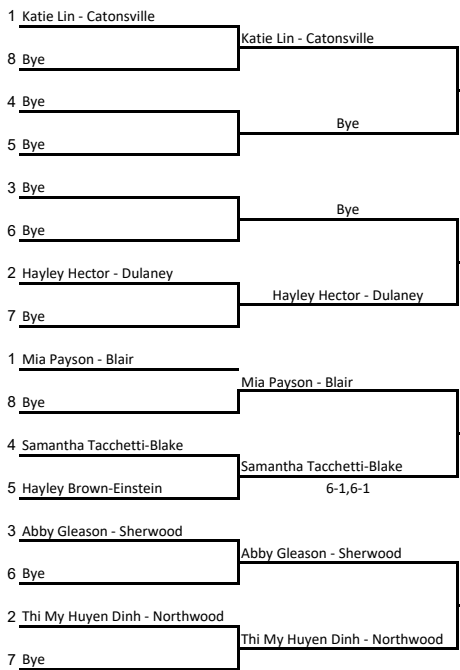 1 Katie Lin - Catonsville
Katie Lin - Catonsville
8 Bye
4 Bye
Bye
5 Bye
3 Bye
Bye
6 Bye
2 Hayley Hector - Dulaney
Hayley Hector - Dulaney
7 Bye
1 Mia Payson - Blair
Mia Payson - Blair
8 Bye
4 Samantha Tacchetti-Blake
Samantha Tacchetti-Blake
5 Hayley Brown-Einstein
6-1,6-1
3 Abby Gleason - Sherwood
Abby Gleason - Sherwood
6 Bye
2 Thi My Huyen Dinh - Northwood
Thi My Huyen Dinh - Northwood
7 Bye